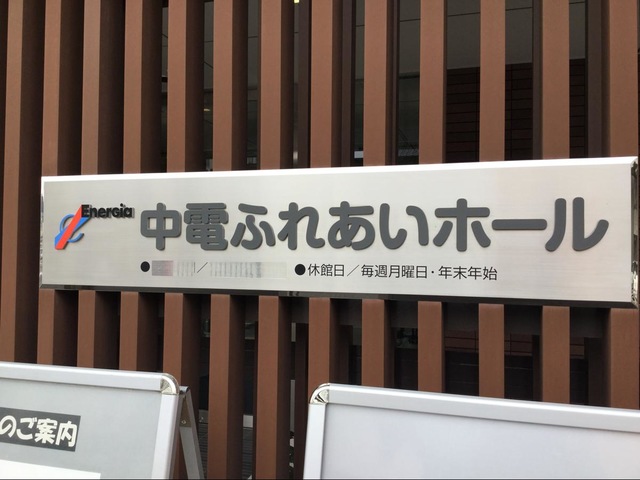 Energia 中電ふれあいホール
●休館日／毎週月曜日・年末年始
のご案内